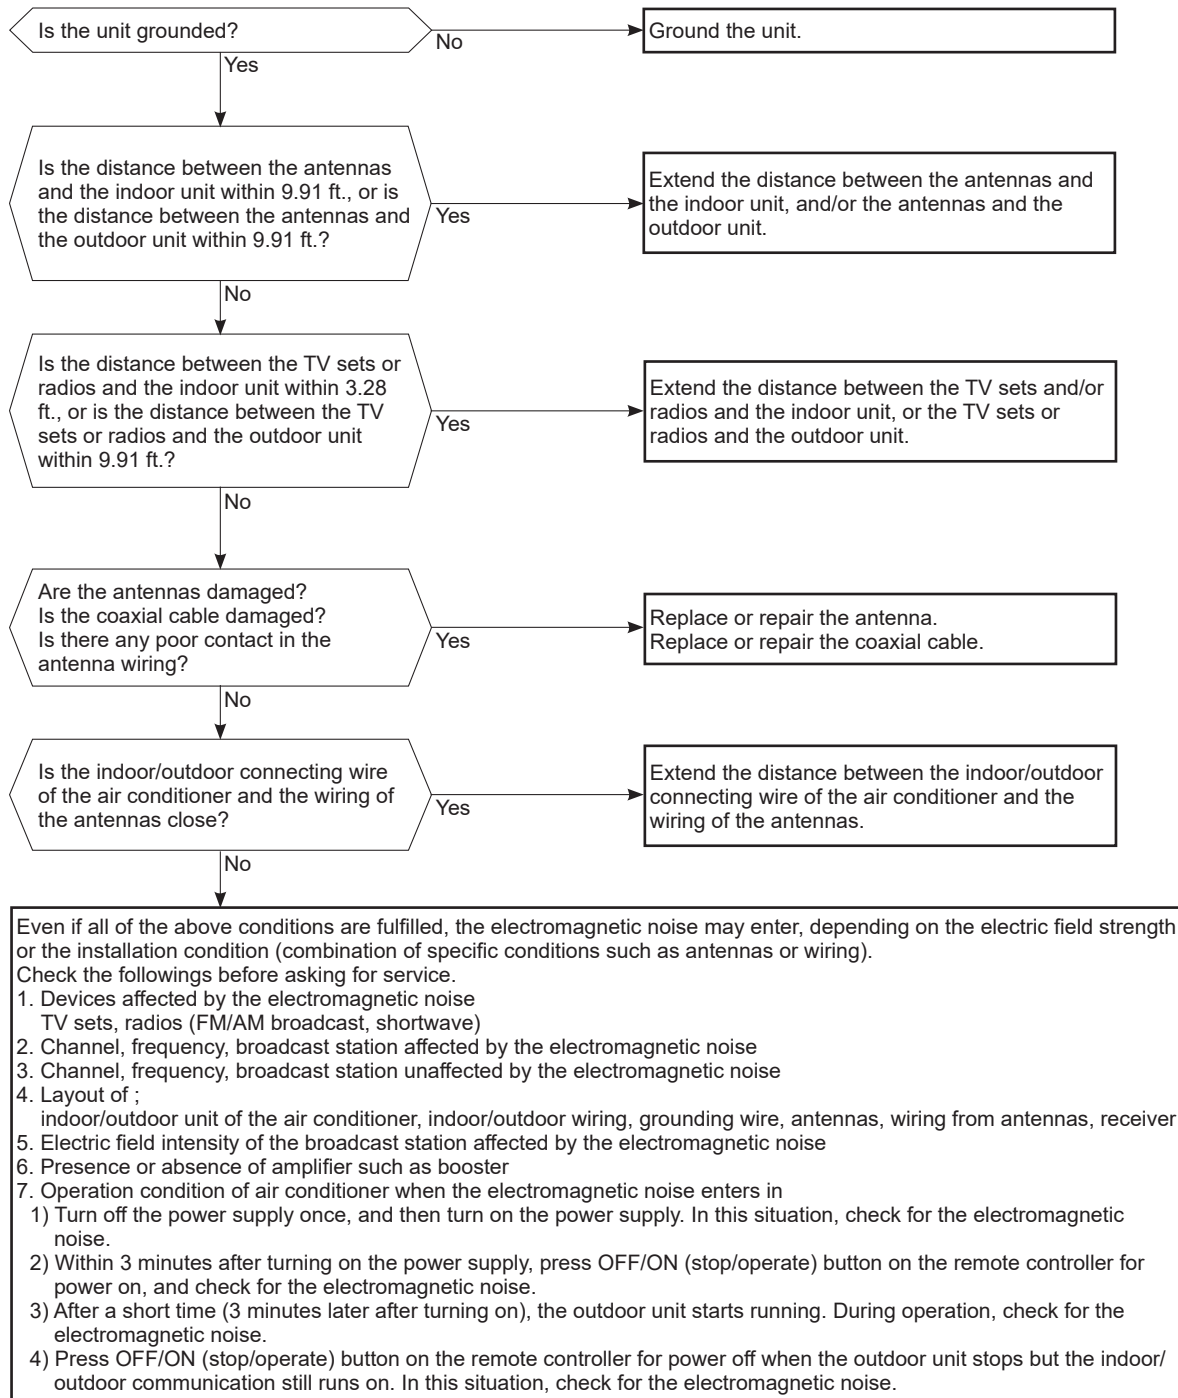 Is the unit grounded?
No
Ground the unit.
Yes
Is the distance between the antennas
and the indoor unit within 9.91 ft., or is
the distance between the antennas and
the outdoor unit within 9.91 ft.?
Yes
Extend the distance between the antennas and
the indoor unit, and/or the antennas and the
outdoor unit.
No
Is the distance between the TV sets or
radios and the indoor unit within 3.28
ft., or is the distance between the TV
sets or radios and the outdoor unit
within 9.91 ft.?
Yes
Extend the distance between the TV sets and/or
radios and the indoor unit, or the TV sets or
radios and the outdoor unit.
No
Are the antennas damaged?
Is the coaxial cable damaged?
Is there any poor contact in the
antenna wiring?
Yes
Replace or repair the antenna.
Replace or repair the coaxial cable.
No
Is the indoor/outdoor connecting wire
of the air conditioner and the wiring of
the antennas close?
Yes
Extend the distance between the indoor/outdoor
connecting wire of the air conditioner and the
wiring of the antennas.
No
Even if all of the above conditions are fulfilled, the electromagnetic noise may enter, depending on the electric field strength
or the installation condition (combination of specific conditions such as antennas or wiring).
Check the followings before asking for service.
1. Devices affected by the electromagnetic noise
TV sets, radios (FM/AM broadcast, shortwave)
2. Channel, frequency, broadcast station affected by the electromagnetic noise
3. Channel, frequency, broadcast station unaffected by the electromagnetic noise
4. Layout of ;
indoor/outdoor unit of the air conditioner, indoor/outdoor wiring, grounding wire, antennas, wiring from antennas, receiver
5. Electric field intensity of the broadcast station affected by the electromagnetic noise
6. Presence or absence of amplifier such as booster
7. Operation condition of air conditioner when the electromagnetic noise enters in
1) Turn off the power supply once, and then turn on the power supply. In this situation, check for the electromagnetic
noise.
2) Within 3 minutes after turning on the power supply, press OFF/ON (stop/operate) button on the remote controller for
power on, and check for the electromagnetic noise.
3) After a short time (3 minutes later after turning on), the outdoor unit starts running. During operation, check for the
electromagnetic noise.
4) Press OFF/ON (stop/operate) button on the remote controller for power off when the outdoor unit stops but the indoor/
outdoor communication still runs on. In this situation, check for the electromagnetic noise.